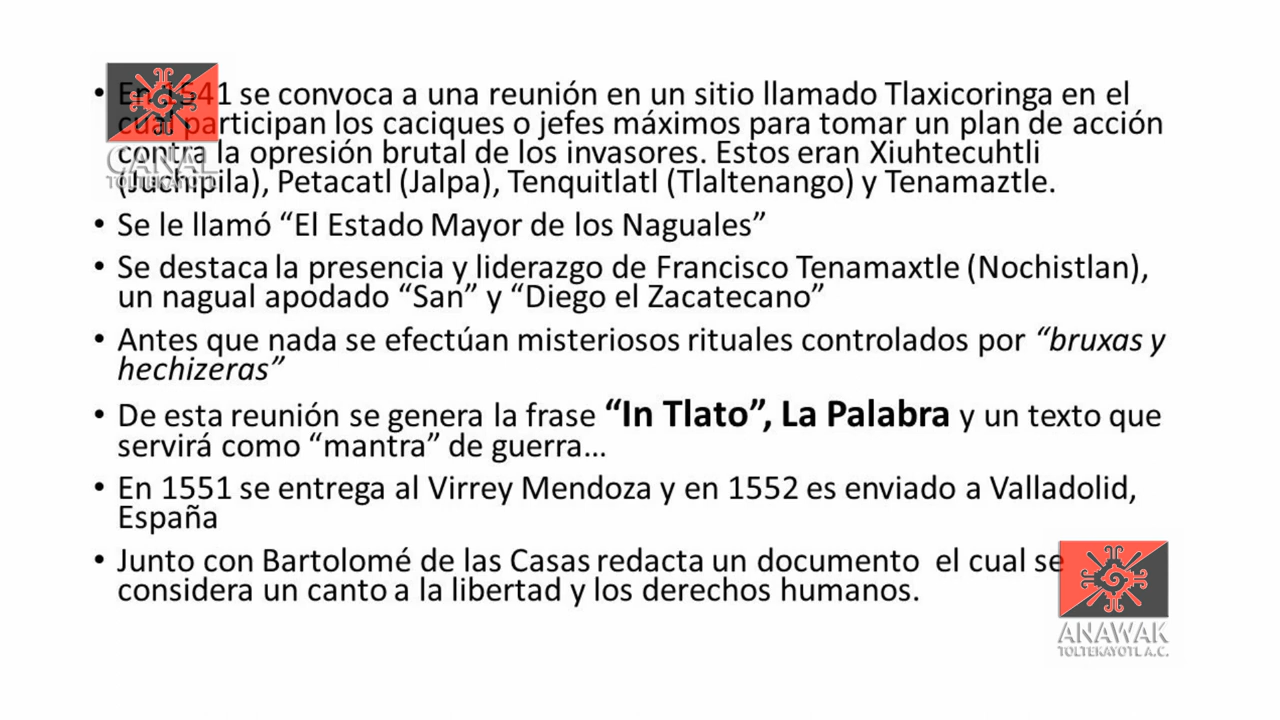 • En 1541 se convoca a una reunión en un sitio llamado Tlaxicoringa en el
cual participan los caciques o jefes máximos para tomar un plan de acción
contra la opresión brutal de los invasores. Estos eran Xiuhtecuhtli
(Juchipila), Petacatl (Jalpa), Tenquitlatl (Tlaltenango) y Tenamaztle.
• Se le llamó “El Estado Mayor de los Naguales”
• Se destaca la presencia y liderazgo de Francisco Tenamaxtle (Nochistlan),
un nagual apodado “San” y “Diego el Zacatecano”
• Antes que nada se efectúan misteriosos rituales controlados por “bruxas y
hechizeras”
• De esta reunión se genera la frase “In Tlato”, La Palabra y un texto que
servirá como “mantra” de guerra…
• En 1551 se entrega al Virrey Mendoza y en 1552 es enviado a Valladolid,
España
• Junto con Bartolomé de las Casas redacta un documento el cual se
considera un canto a la libertad y los derechos humanos.
CANAL
TOLTEKAYOTL
ANAWAK
TOLTEKAYOTL A.C.